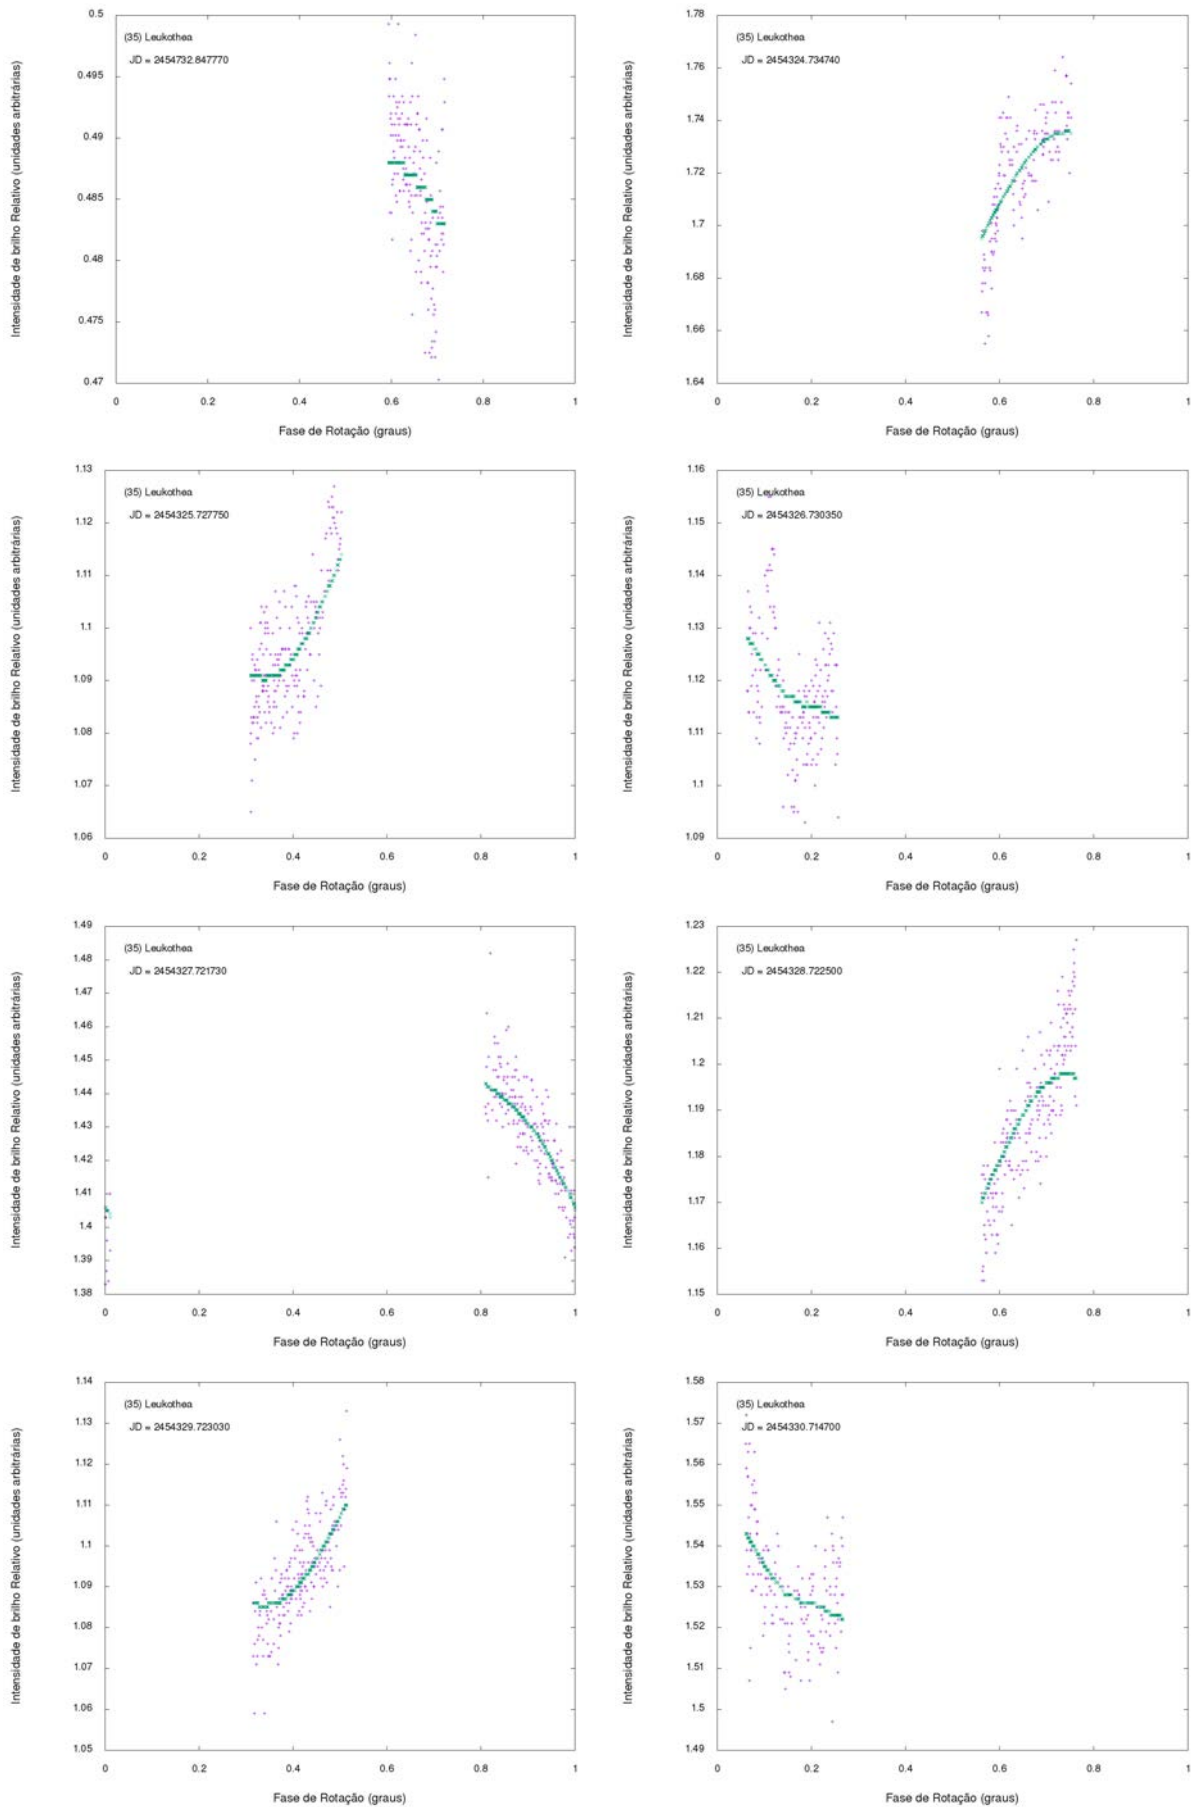 0.5
(35) Leukothea
JD = 2454732.847770
0.495
0.49
0.485
0.48
0.475
0.47
0 0.2 0.4 0.6 0.8 1
Fase de Rotação (graus)
Intensidade de brilho Relativo (unidades arbitrárias)
1.78
(35) Leukothea
JD = 2454324.734740
1.76
1.74
1.72
1.7
1.68
1.66
1.64
0 0.2 0.4 0.6 0.8 1
Fase de Rotação (graus)
Intensidade de brilho Relativo (unidades arbitrárias)
1.13
(35) Leukothea
JD = 2454325.727750
1.12
1.11
1.1
1.09
1.08
1.07
1.06
0 0.2 0.4 0.6 0.8 1
Fase de Rotação (graus)
Intensidade de brilho Relativo (unidades arbitrárias)
1.16
(35) Leukothea
JD = 2454326.730350
1.15
1.14
1.13
1.12
1.11
1.1
1.09
0 0.2 0.4 0.6 0.8 1
Fase de Rotação (graus)
Intensidade de brilho Relativo (unidades arbitrárias)
1.49
(35) Leukothea
JD = 2454327.721730
1.48
1.47
1.46
1.45
1.44
1.43
1.42
1.41
1.4
1.39
1.38
0 0.2 0.4 0.6 0.8 1
Fase de Rotação (graus)
Intensidade de brilho Relativo (unidades arbitrárias)
1.23
(35) Leukothea
JD = 2454328.722500
1.22
1.21
1.2
1.19
1.18
1.17
1.16
1.15
0 0.2 0.4 0.6 0.8 1
Fase de Rotação (graus)
Intensidade de brilho Relativo (unidades arbitrárias)
1.14
(35) Leukothea
JD = 2454329.723030
1.13
1.12
1.11
1.1
1.09
1.08
1.07
1.06
1.05
0 0.2 0.4 0.6 0.8 1
Fase de Rotação (graus)
Intensidade de brilho Relativo (unidades arbitrárias)
1.58
(35) Leukothea
JD = 2454330.714700
1.57
1.56
1.55
1.54
1.53
1.52
1.51
1.5
1.49
0 0.2 0.4 0.6 0.8 1
Fase de Rotação (graus)
Intensidade de brilho Relativo (unidades arbitrárias)